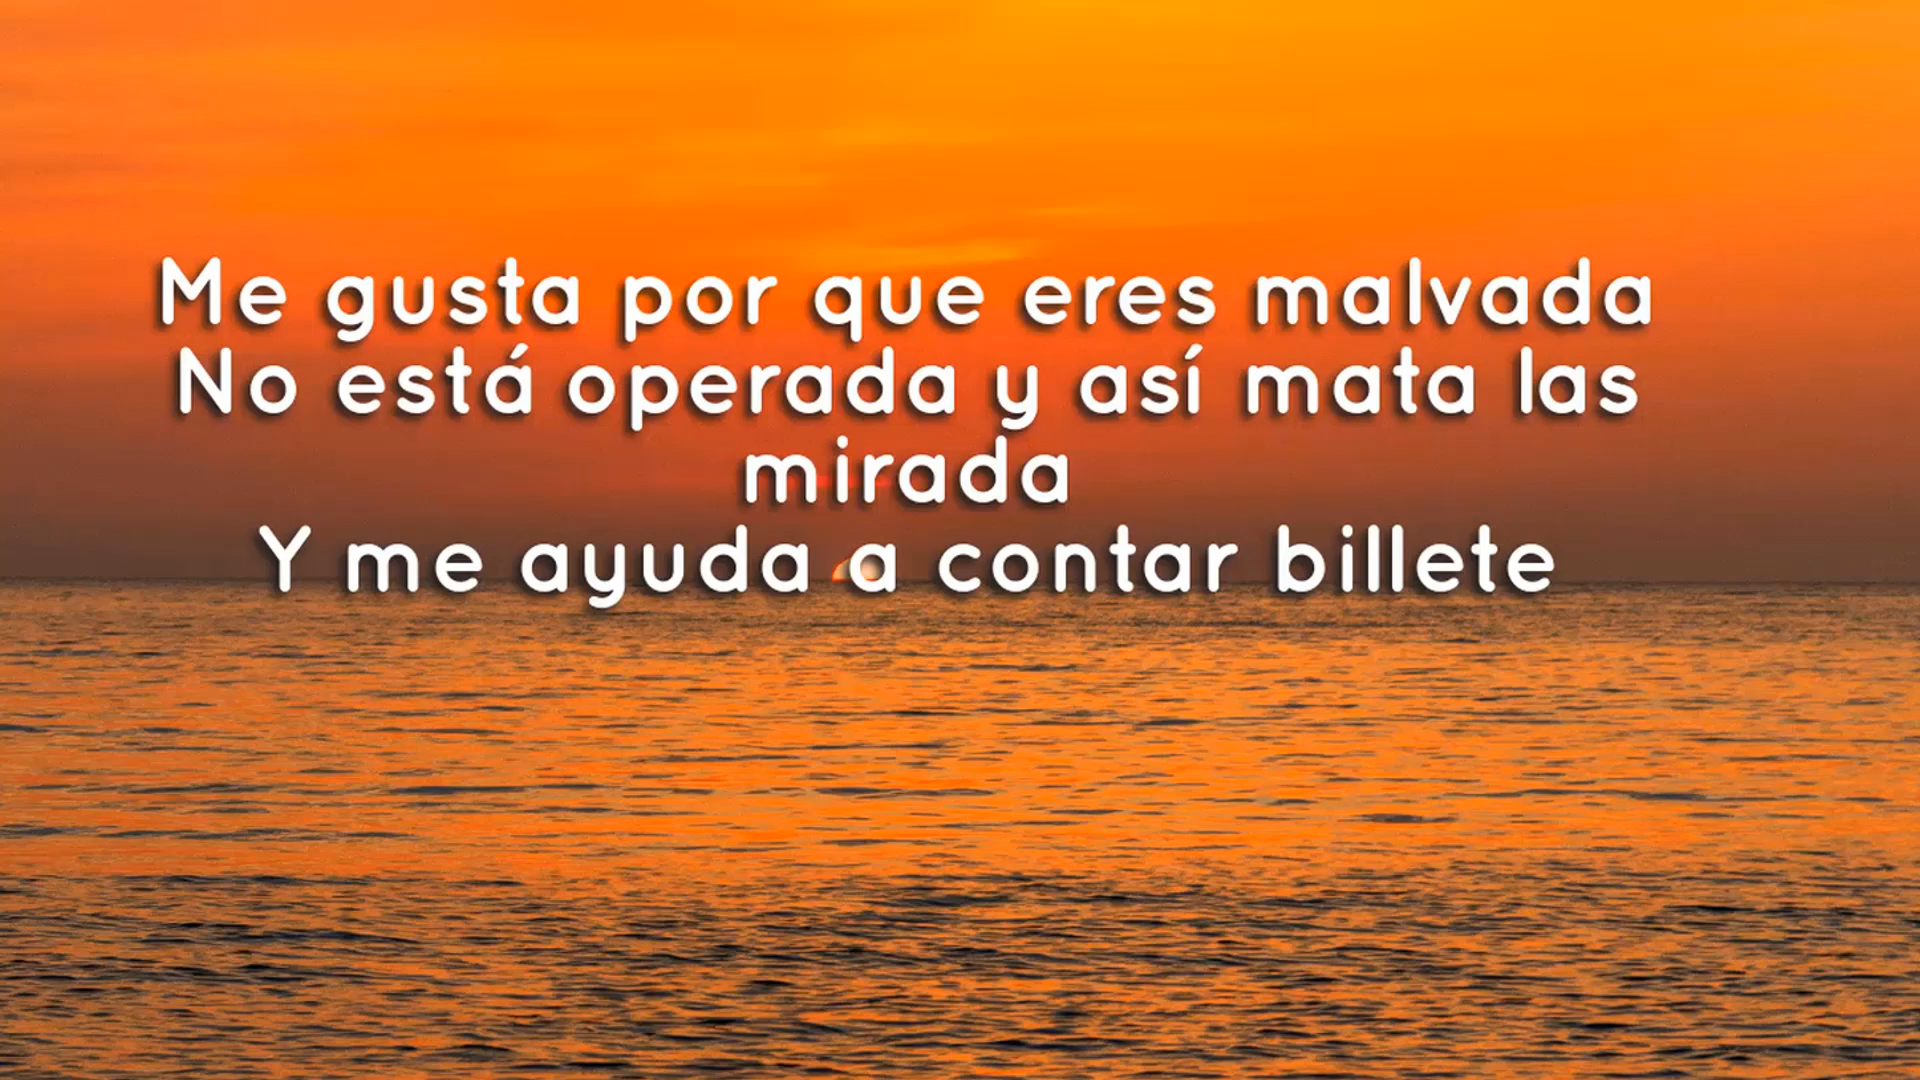 Me gusta por que eres malvada
No está operada y así mata las
mirada
Y me ayuda a contar billete